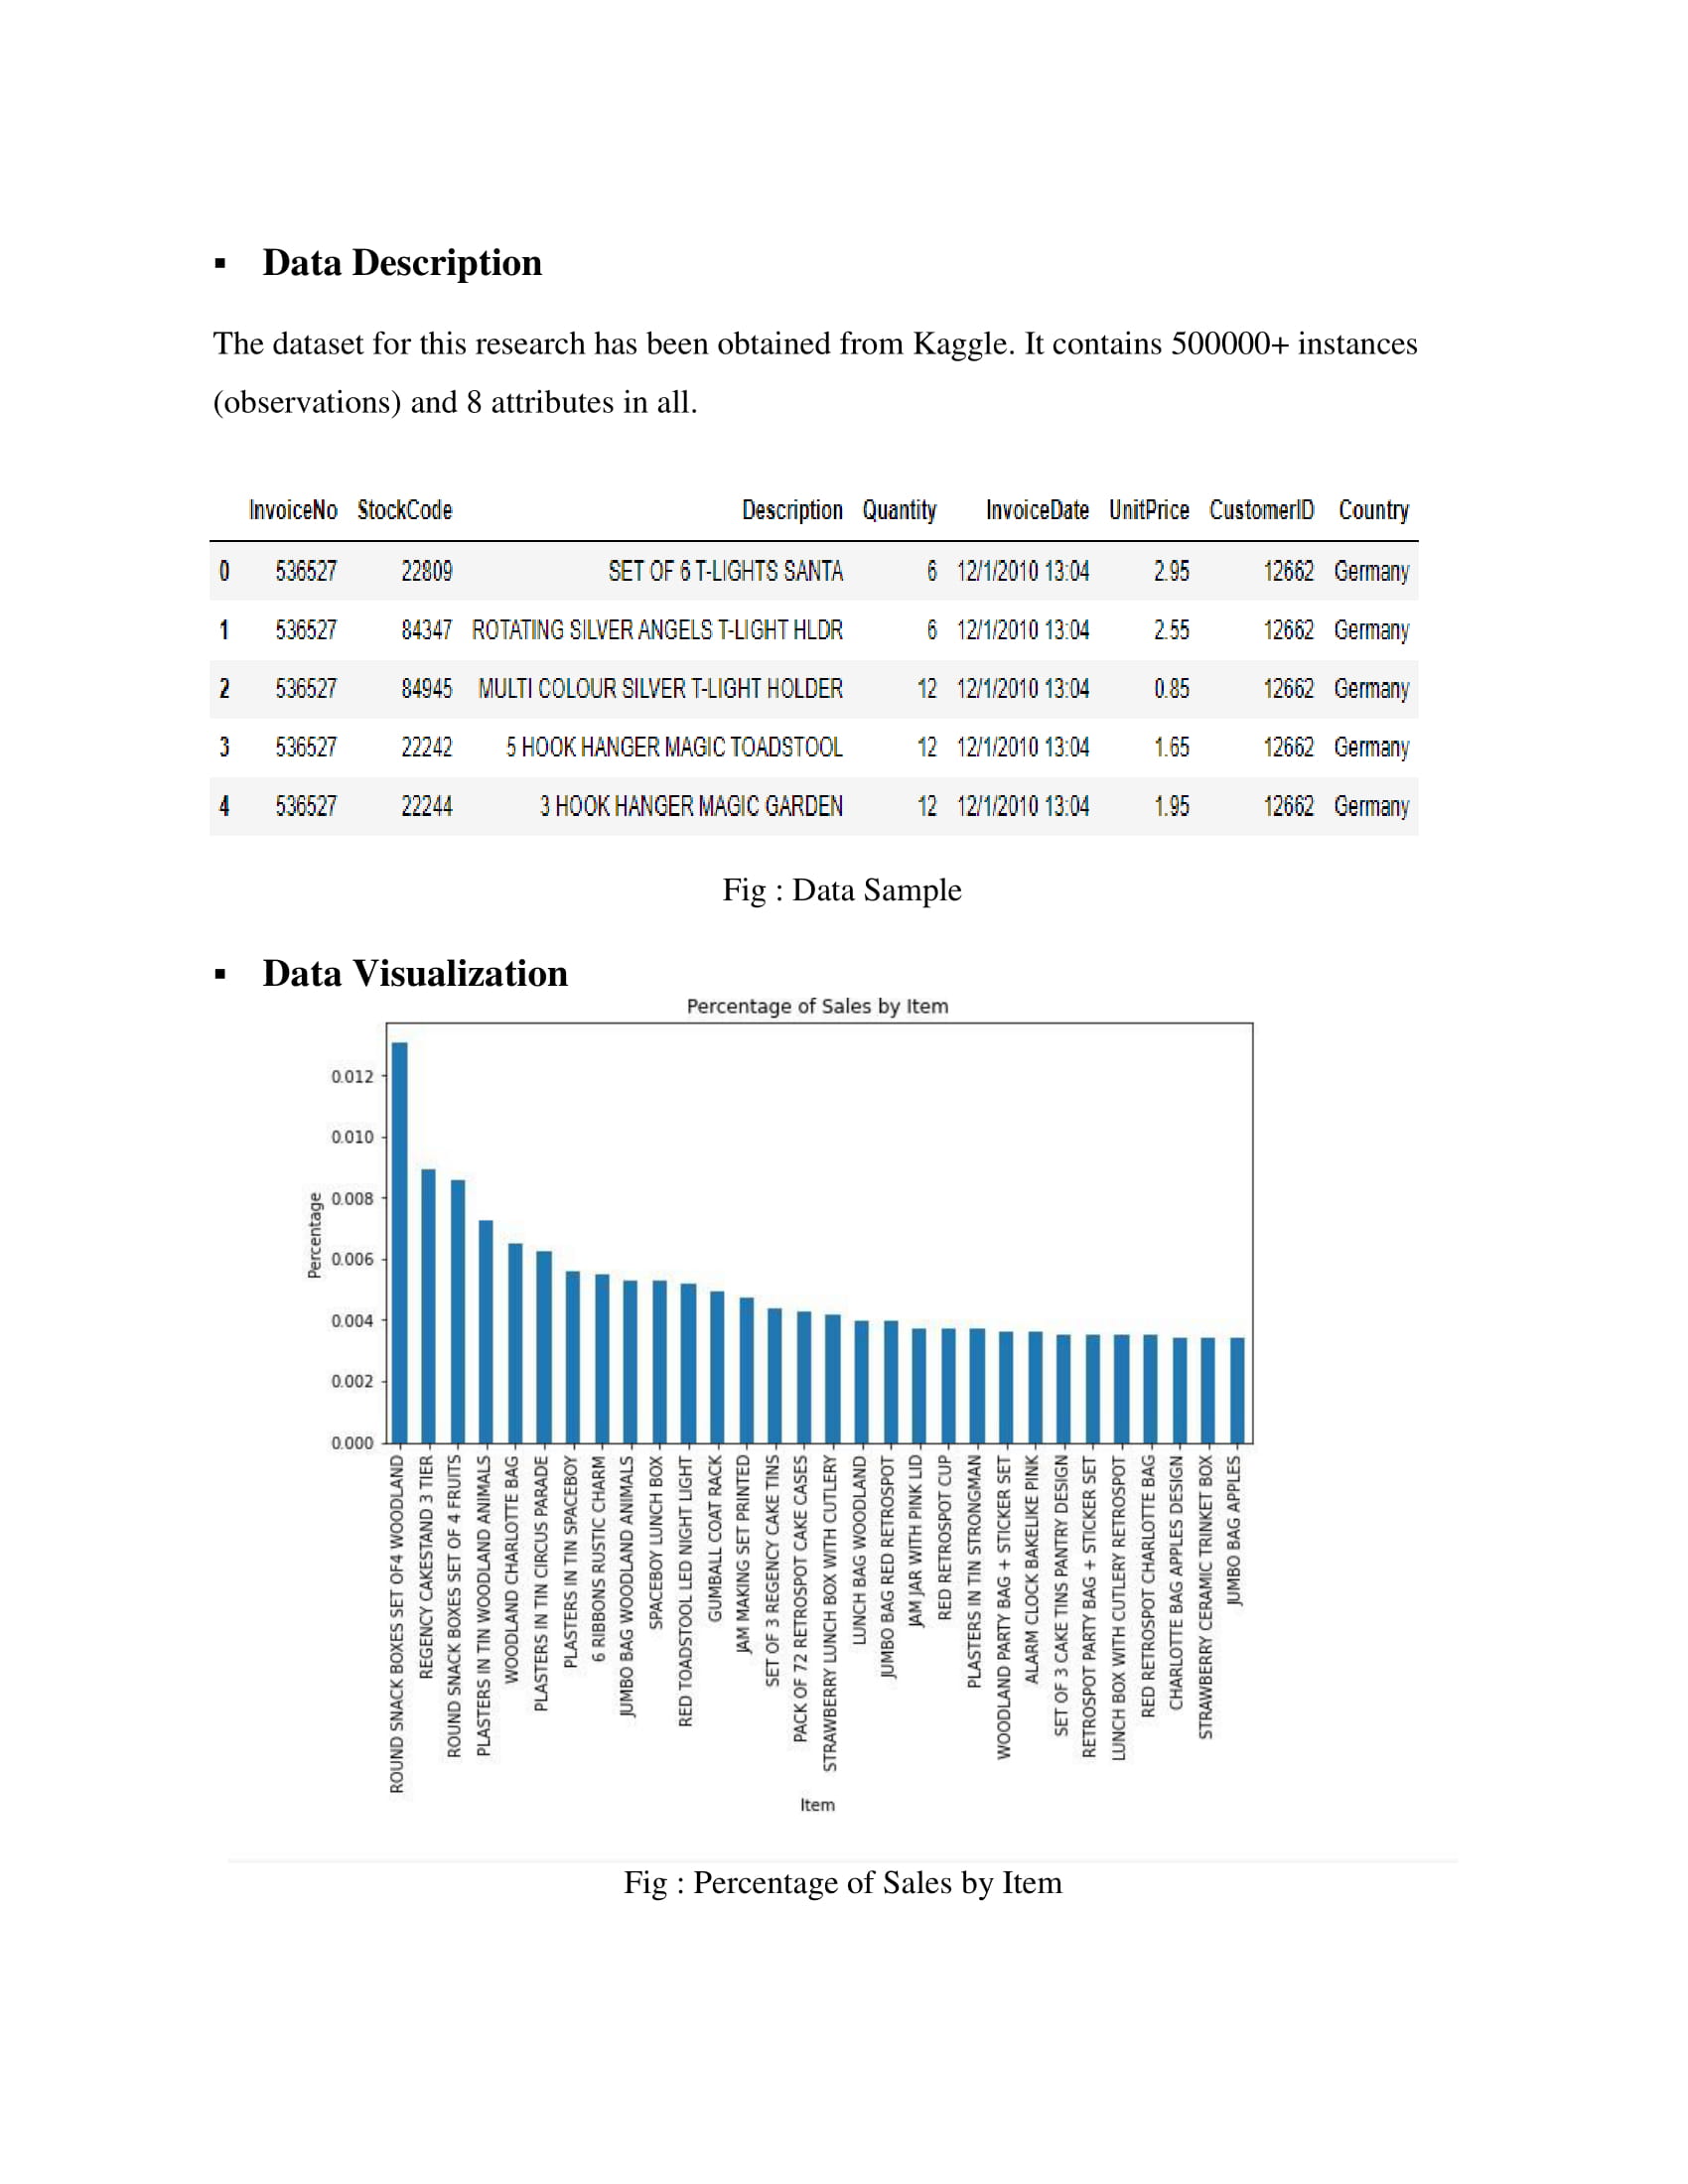 ▪ Data Description
The dataset for this research has been obtained from Kaggle. It contains 500000+ instances
(observations) and 8 attributes in all.
InvoiceNo StockCode Description Quantity InvoiceDate UnitPrice CustomerID Country
0 536527 22809 SET OF 6 T-LIGHTS SANTA 6 12/1/2010 13:04 2.95 12662 Germany
1 536527 84347 ROTATING SILVER ANGELS T-LIGHT HLDR 6 12/1/2010 13:04 2.55 12662 Germany
2 536527 84945 MULTI COLOUR SILVER T-LIGHT HOLDER 12 12/1/2010 13:04 0.85 12662 Germany
3 536527 22242 5 HOOK HANGER MAGIC TOADSTOOL 12 12/1/2010 13:04 1.65 12662 Germany
4 536527 22244 3 HOOK HANGER MAGIC GARDEN 12 12/1/2010 13:04 1.95 12662 Germany
Fig : Data Sample
▪ Data Visualization
Percentage of Sales by Item
Percentage
0.012
0.010
0.008
0.006
0.004
0.002
0.000
ROUND SNACK BOXES SET OF4 WOODLAND
REGENCY CAKESTAND 3 TIER
ROUND SNACK BOXES SET OF 4 FRUITS
PLASTERS IN TIN WOODLAND ANIMALS
WOODLAND CHARLOTTE BAG
PLASTERS IN TIN CIRCUS PARADE
PLASTERS IN TIN SPACEBOY
6 RIBBONS RUSTIC CHARM
JUMBO BAG WOODLAND ANIMALS
SPACEBOY LUNCH BOX
RED TOADSTOOL LED NIGHT LIGHT
GUMBALL COAT RACK
JAM MAKING SET PRINTED
SET OF 3 REGENCY CAKE TINS
PACK OF 72 RETROSPOT CAKE CASES
STRAWBERRY LUNCH BOX WITH CUTLERY
LUNCH BAG WOODLAND
JUMBO BAG RED RETROSPOT
JAM JAR WITH PINK LID
RED RETROSPOT CUP
PLASTERS IN TIN STRONGMAN
WOODLAND PARTY BAG + STICKER SET
ALARM CLOCK BAKELIKE PINK
SET OF 3 CAKE TINS PANTRY DESIGN
RETROSPOT PARTY BAG + STICKER SET
LUNCH BOX WITH CUTLERY RETROSPOT
RED RETROSPOT CHARLOTTE BAG
CHARLOTTE BAG APPLES DESIGN
STRAWBERRY CERAMIC TRINKET BOX
JUMBO BAG APPLES
Item
Fig : Percentage of Sales by Item